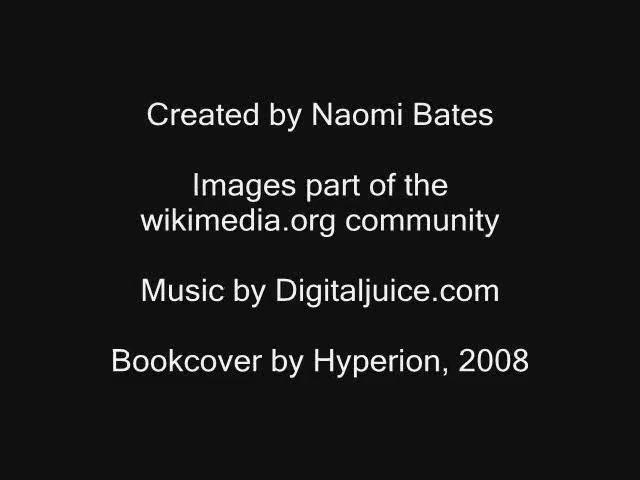 Created by Naomi Bates
Images part of the
wikimedia.org community
Music by Digitaljuice.com
Bookcover by Hyperion, 2008